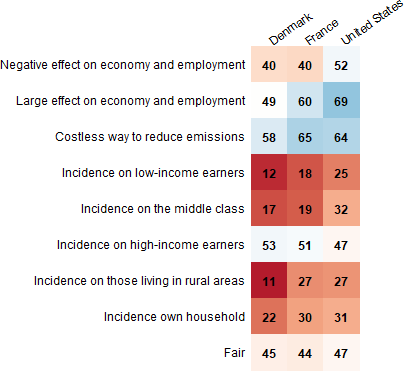 Denmark France United States
Negative effect on economy and employment 40 40 52
Large effect on economy and employment 49 60 69
Costless way to reduce emissions 58 65 64
Incidence on low-income earners 12 18 25
Incidence on the middle class 17 19 32
Incidence on high-income earners 53 51 47
Incidence on those living in rural areas 11 27 27
Incidence own household 22 30 31
Fair 45 44 47